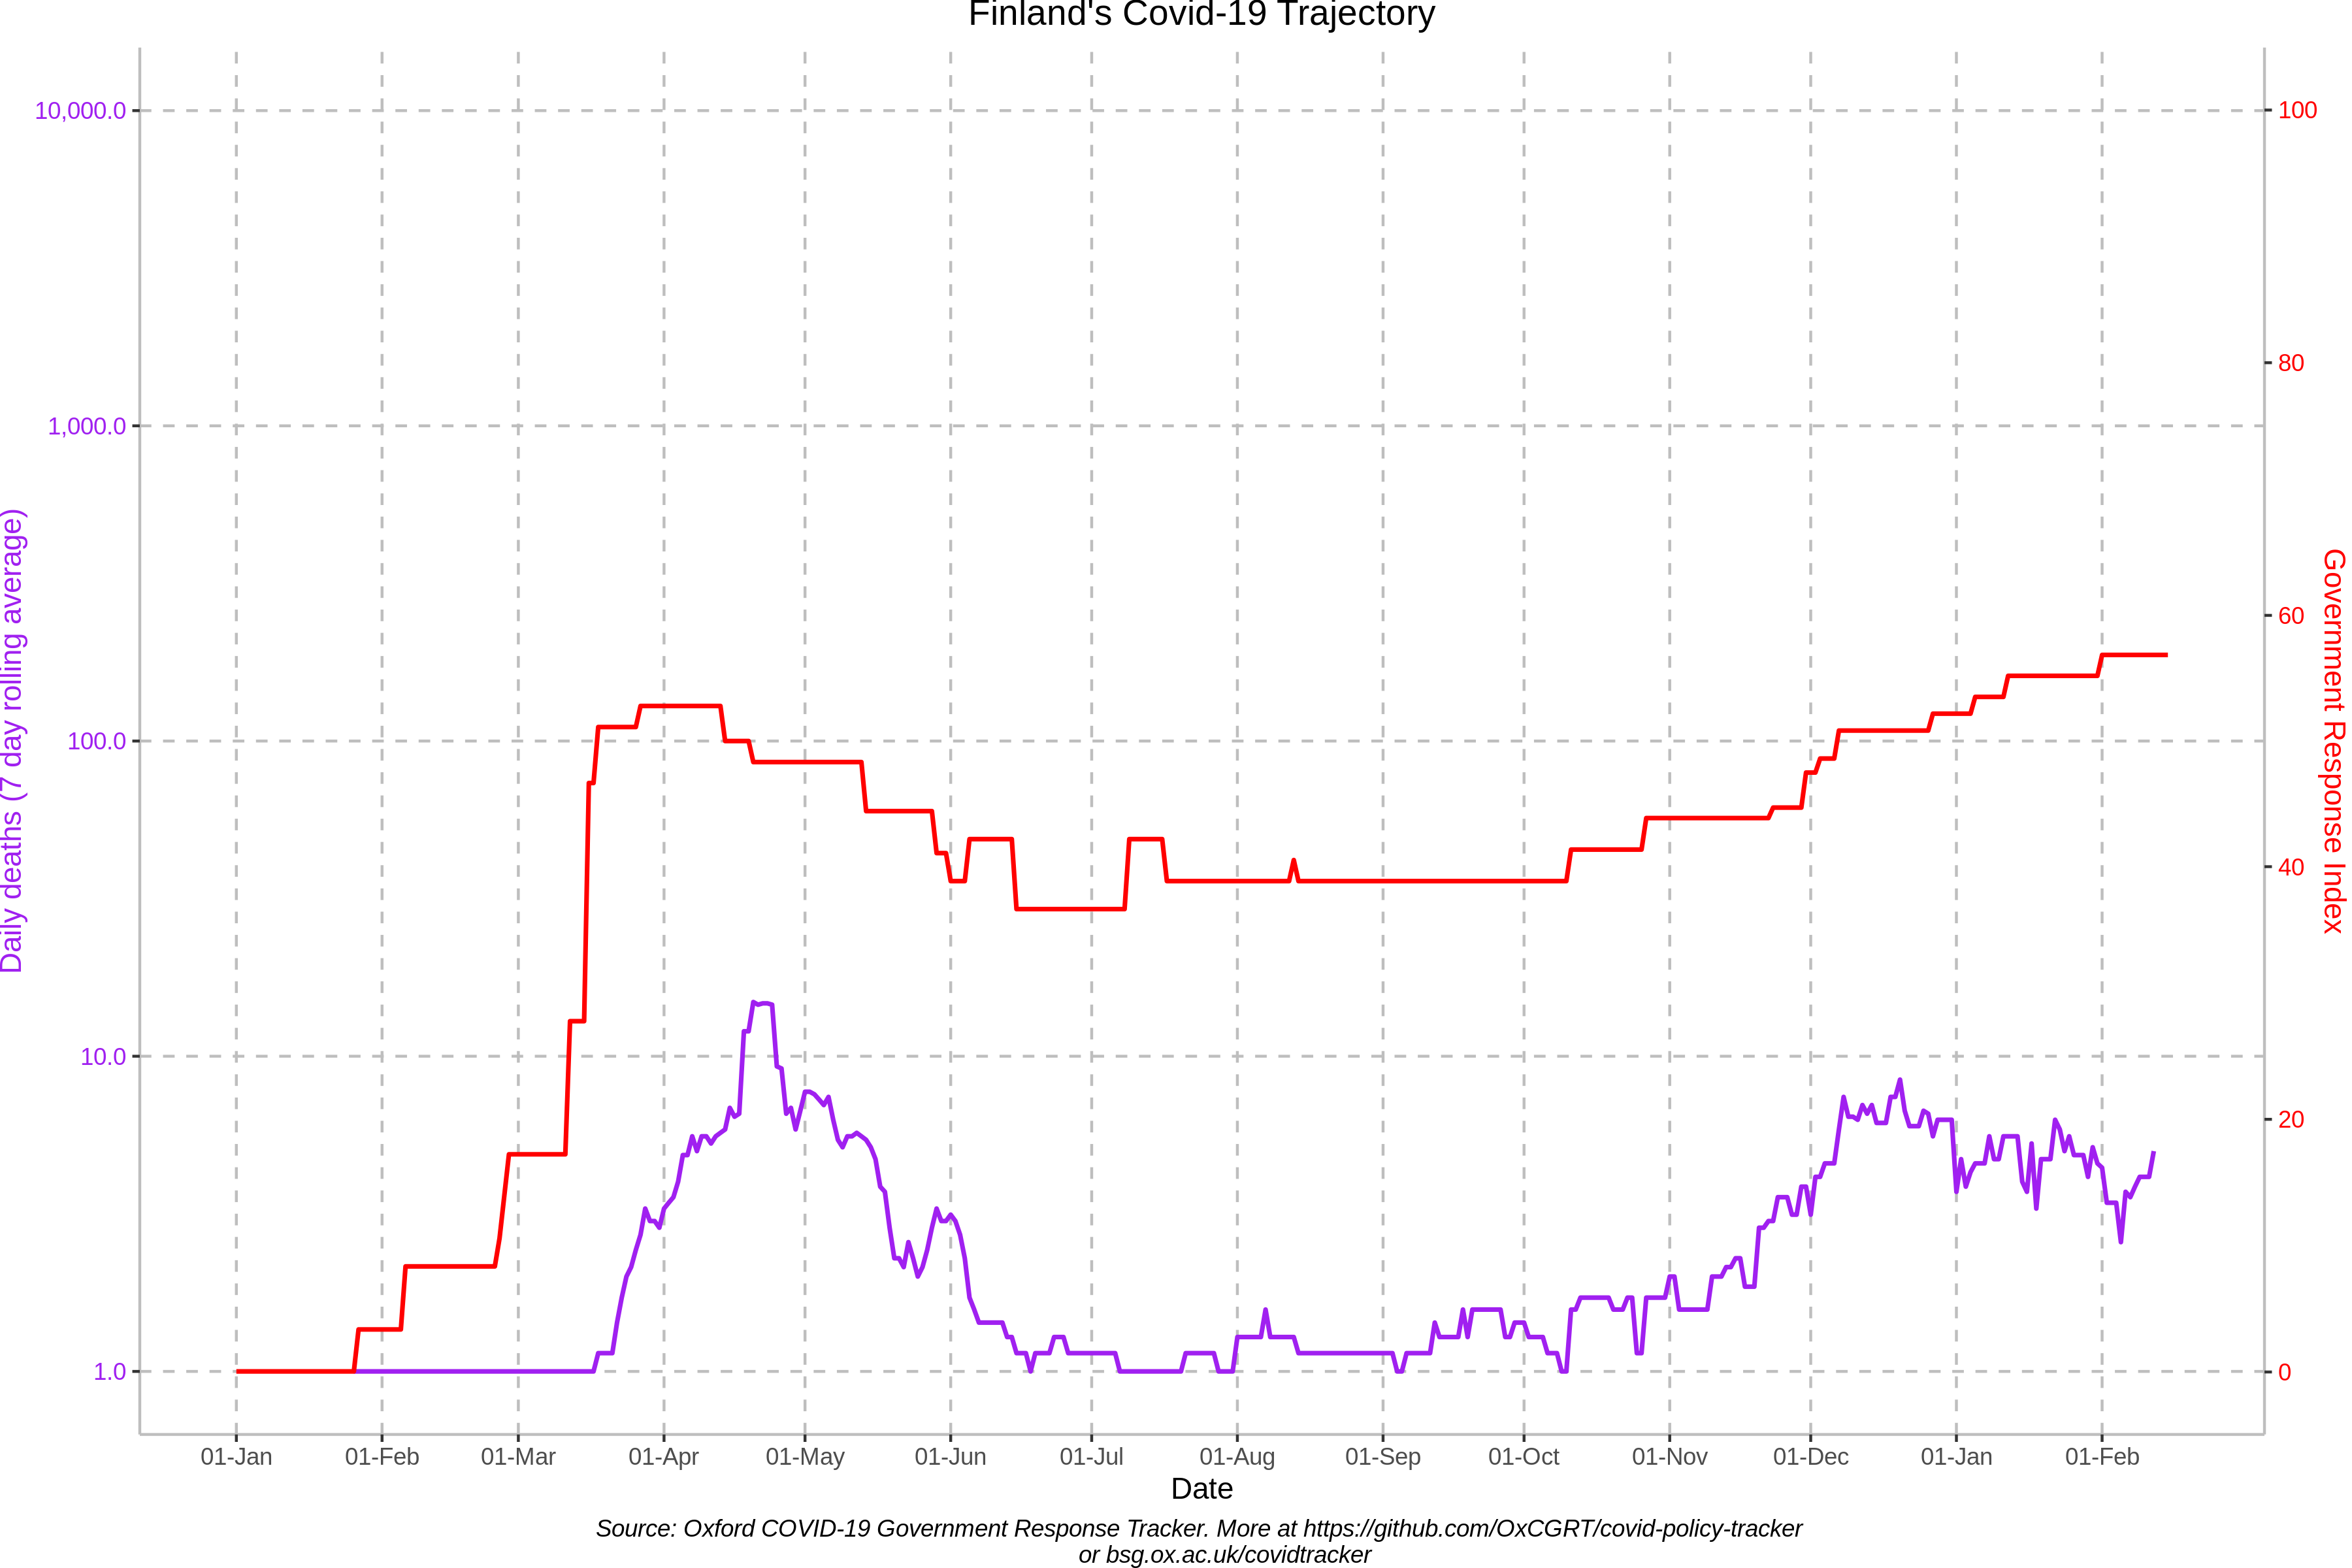 Finland's Covid-19 Trajectory
10,000.0
1,000.0
100.0
10.0
1.0
Daily deaths (7 day rolling average)
100
80
60
40
20
0
Government Response Index
01-Jan 01-Feb 01-Mar 01-Apr 01-May 01-Jun 01-Jul 01-Aug 01-Sep 01-Oct 01-Nov 01-Dec 01-Jan 01-Feb
Date
Source: Oxford COVID-19 Government Response Tracker. More at https://github.com/OxCGRT/covid-policy-tracker
or bsg.ox.ac.uk/covidtracker